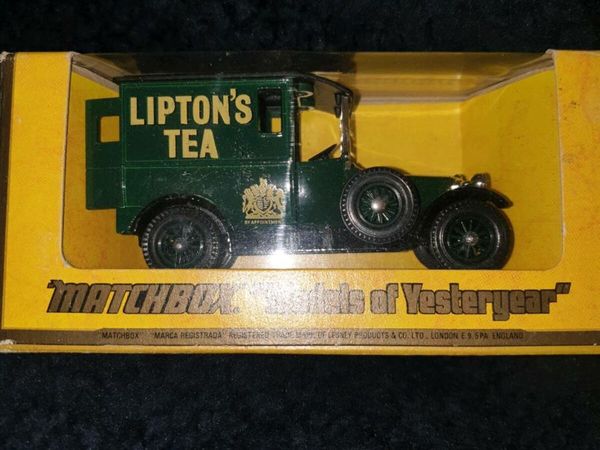 LIPTON'S
TEA
BY APPOINTMENT
"MATCHBOX" "Models of Yesteryear"
"MATCHBOX" "MARCA REGISTRADA" REGISTERED TRADE MARK OF LESNEY PRODUCTS & CO. LTD., LONDON E.9. 5PA ENGLAND